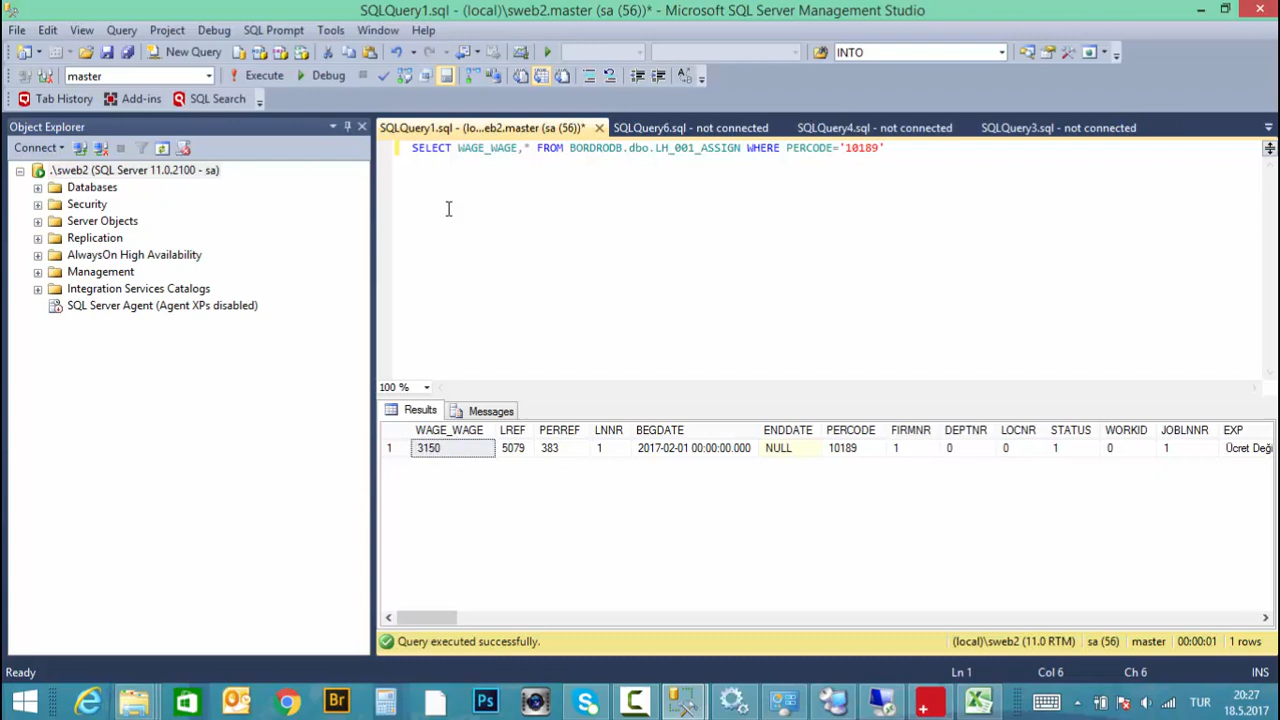 SQLQuery1.sql - (local)\sweb2.master (sa (56))* - Microsoft SQL Server Management Studio
File Edit View Query Project Debug SQL Prompt Tools Window Help
New Query INTO
master Execute Debug
Tab History Add-ins SQL Search
Object Explorer
SQLQuery1.sql - (lo...eb2.master (sa (56))* SQLQuery6.sql - not connected SQLQuery4.sql - not connected SQLQuery3.sql - not connected
Connect
SELECT WAGE_WAGE,* FROM BORDRODB.dbo.LH_001_ASSIGN WHERE PERCODE='10189'
.\sweb2 (SQL Server 11.0.2100 - sa)
Databases
Security
Server Objects
Replication
AlwaysOn High Availability
Management
Integration Services Catalogs
SQL Server Agent (Agent XPs disabled)
100 %
Results Messages
WAGE_WAGE LREF PERREF LNNR BEGDATE ENDDATE PERCODE FIRMNR DEPTNR LOCNR STATUS WORKID JOBLNNR EXP
1 3150 5079 383 1 2017-02-01 00:00:00.000 NULL 10189 1 0 0 1 0 1 Ücret Deği
Query executed successfully. (local)\sweb2 (11.0 RTM) sa (56) master 00:00:01 1 rows
Ready Ln 1 Col 6 Ch 6 INS
Br Ps TUR 20:27
18.5.2017